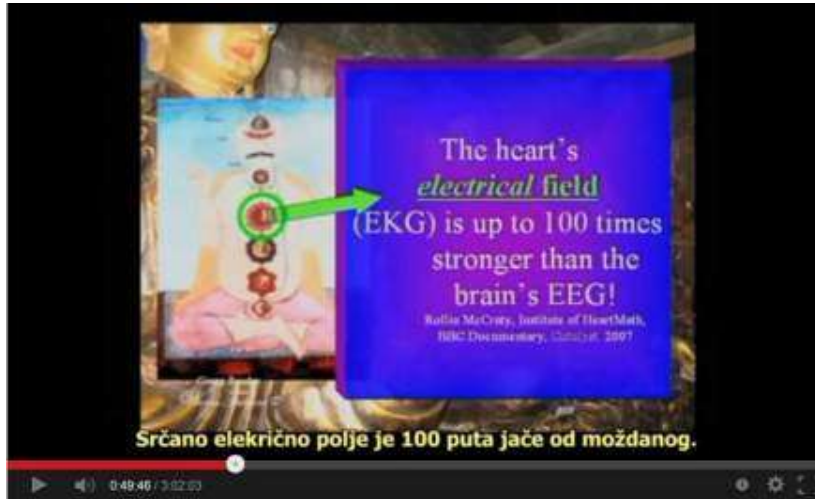 The heart's
electrical field
(EKG) is up to 100 times
stronger than the
brain's EEG!
Rollin McCraty, Institute of HeartMath,
BBC Documentary, Catalyst, 2007
Srčano elekrično polje je 100 puta jače od moždanog.
0:49:46 / 3:02:03